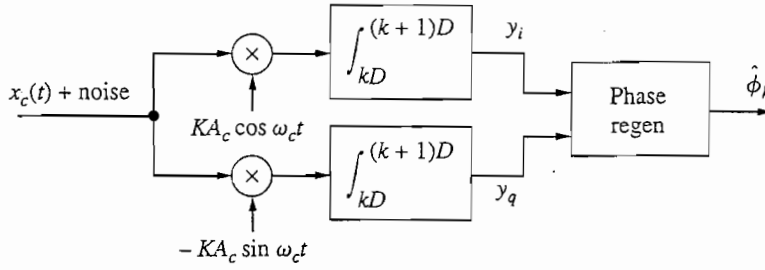 x_c(t) + noise
×
KA_c cos ω_c t
∫_{kD}^{(k + 1)D}
y_i
×
− KA_c sin ω_c t
∫_{kD}^{(k + 1)D}
y_q
Phase
regen